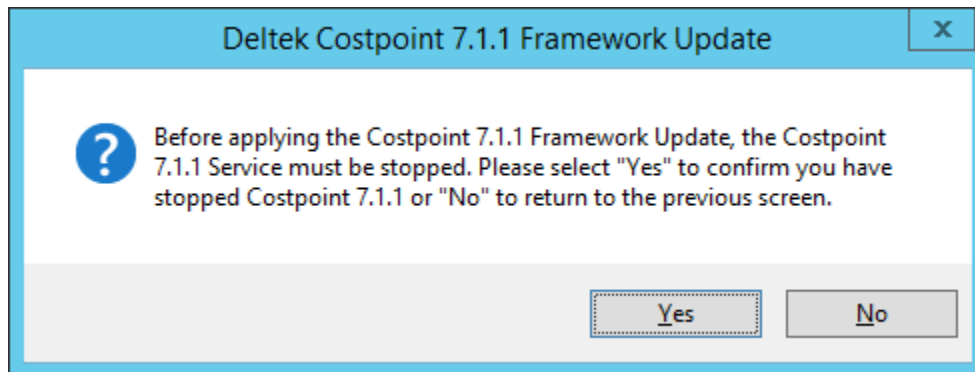 Deltek Costpoint 7.1.1 Framework Update
x
?
Before applying the Costpoint 7.1.1 Framework Update, the Costpoint
7.1.1 Service must be stopped. Please select "Yes" to confirm you have
stopped Costpoint 7.1.1 or "No" to return to the previous screen.
Yes
No